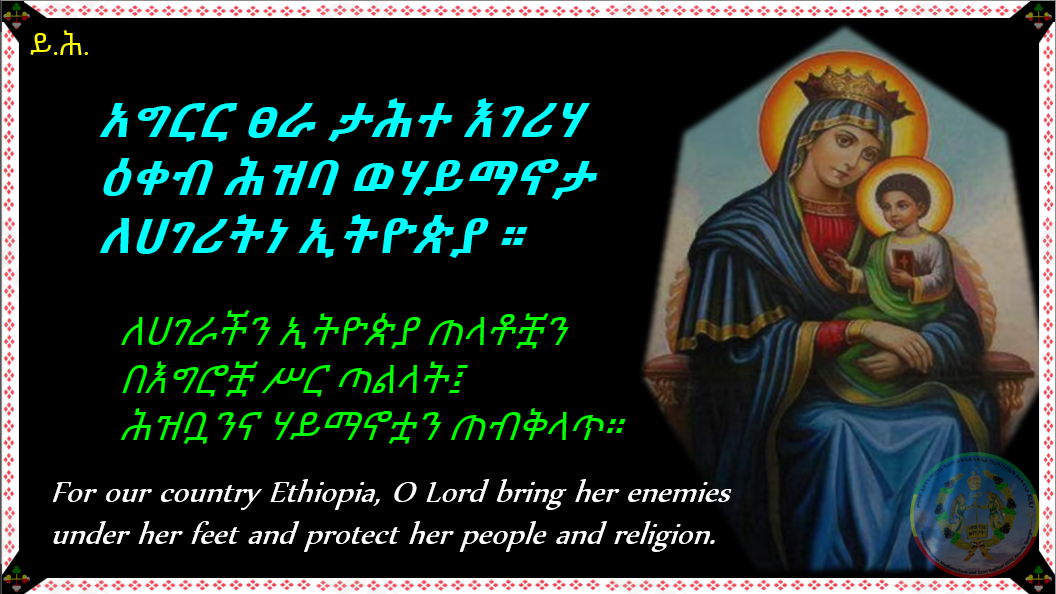 ይ.ሕ.
አግርር ፀራ ታሕተ እገሪሃ
ዕቀብ ሕዝባ ወሃይማኖታ
ለሀገሪትነ ኢትዮጵያ ።
ለሀገራችን ኢትዮጵያ ጠላቶቿን
በእግሮቿ ሥር ጣልላት፤
ሕዝቧንና ሃይማኖቷን ጠብቅላጥ።
For our country Ethiopia, O Lord bring her enemies
under her feet and protect her people and religion.